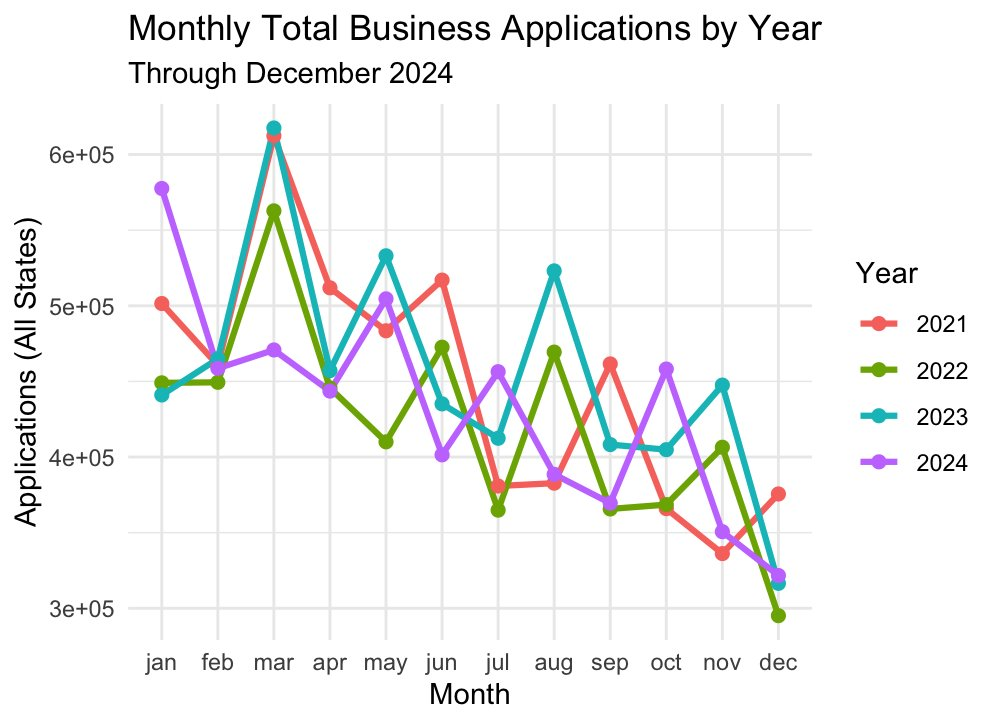 Monthly Total Business Applications by Year
Through December 2024
Applications (All States)
6e+05
5e+05
4e+05
3e+05
jan feb mar apr may jun jul aug sep oct nov dec
Month
Year
2021
2022
2023
2024